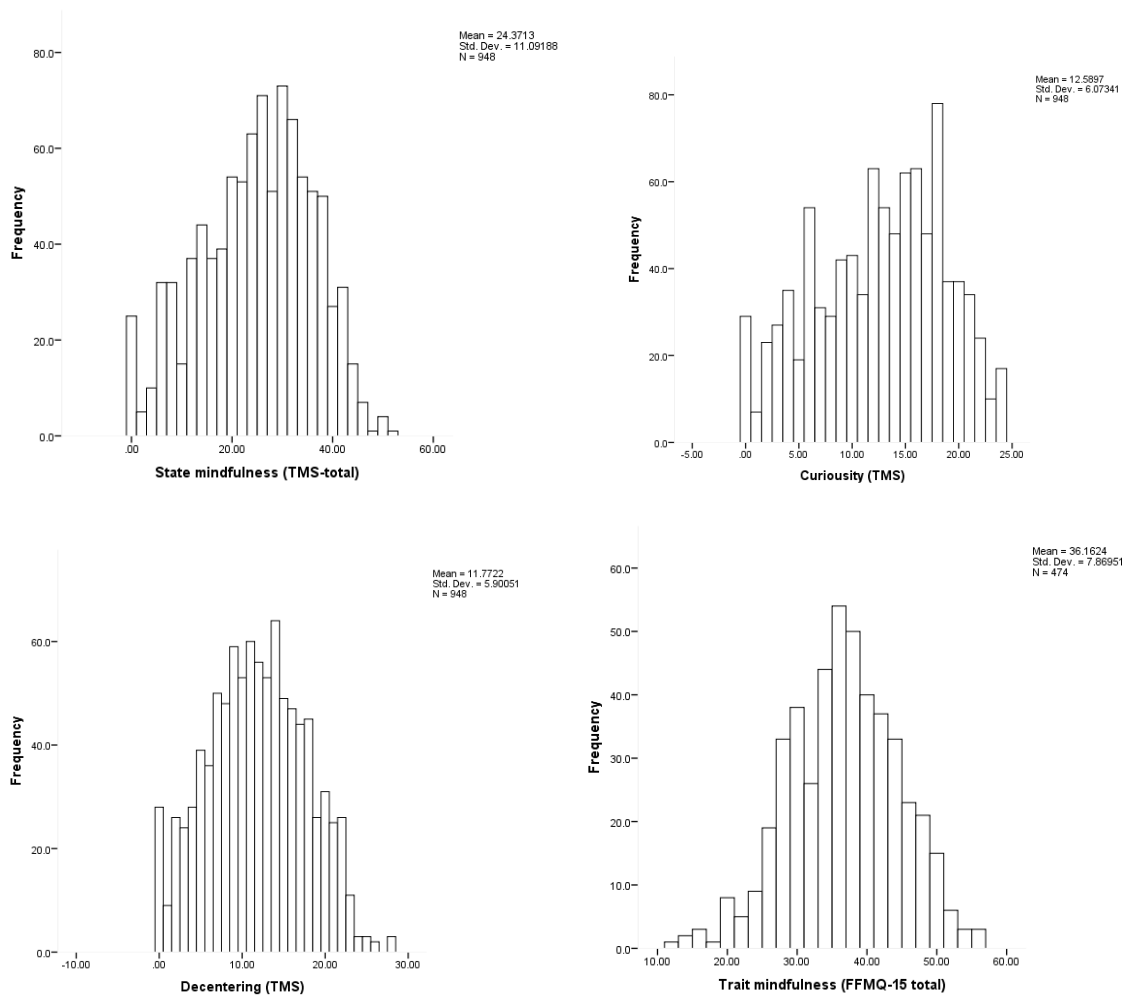 Mean = 24.3713
Std. Dev. = 11.09188
N = 948
80.0
60.0
40.0
20.0
0.0
Frequency
.00
20.00
40.00
60.00
State mindfulness (TMS-total)
Mean = 12.5897
Std. Dev. = 6.07341
N = 948
80.0
60.0
40.0
20.0
0.0
Frequency
-5.00
.00
5.00
10.00
15.00
20.00
25.00
Curiousity (TMS)
Mean = 11.7722
Std. Dev. = 5.90051
N = 948
60.0
40.0
20.0
0.0
Frequency
-10.00
.00
10.00
20.00
30.00
Decentering (TMS)
Mean = 36.1624
Std. Dev. = 7.86951
N = 474
60.0
50.0
40.0
30.0
20.0
10.0
0.0
Frequency
10.00
20.00
30.00
40.00
50.00
60.00
Trait mindfulness (FFMQ-15 total)